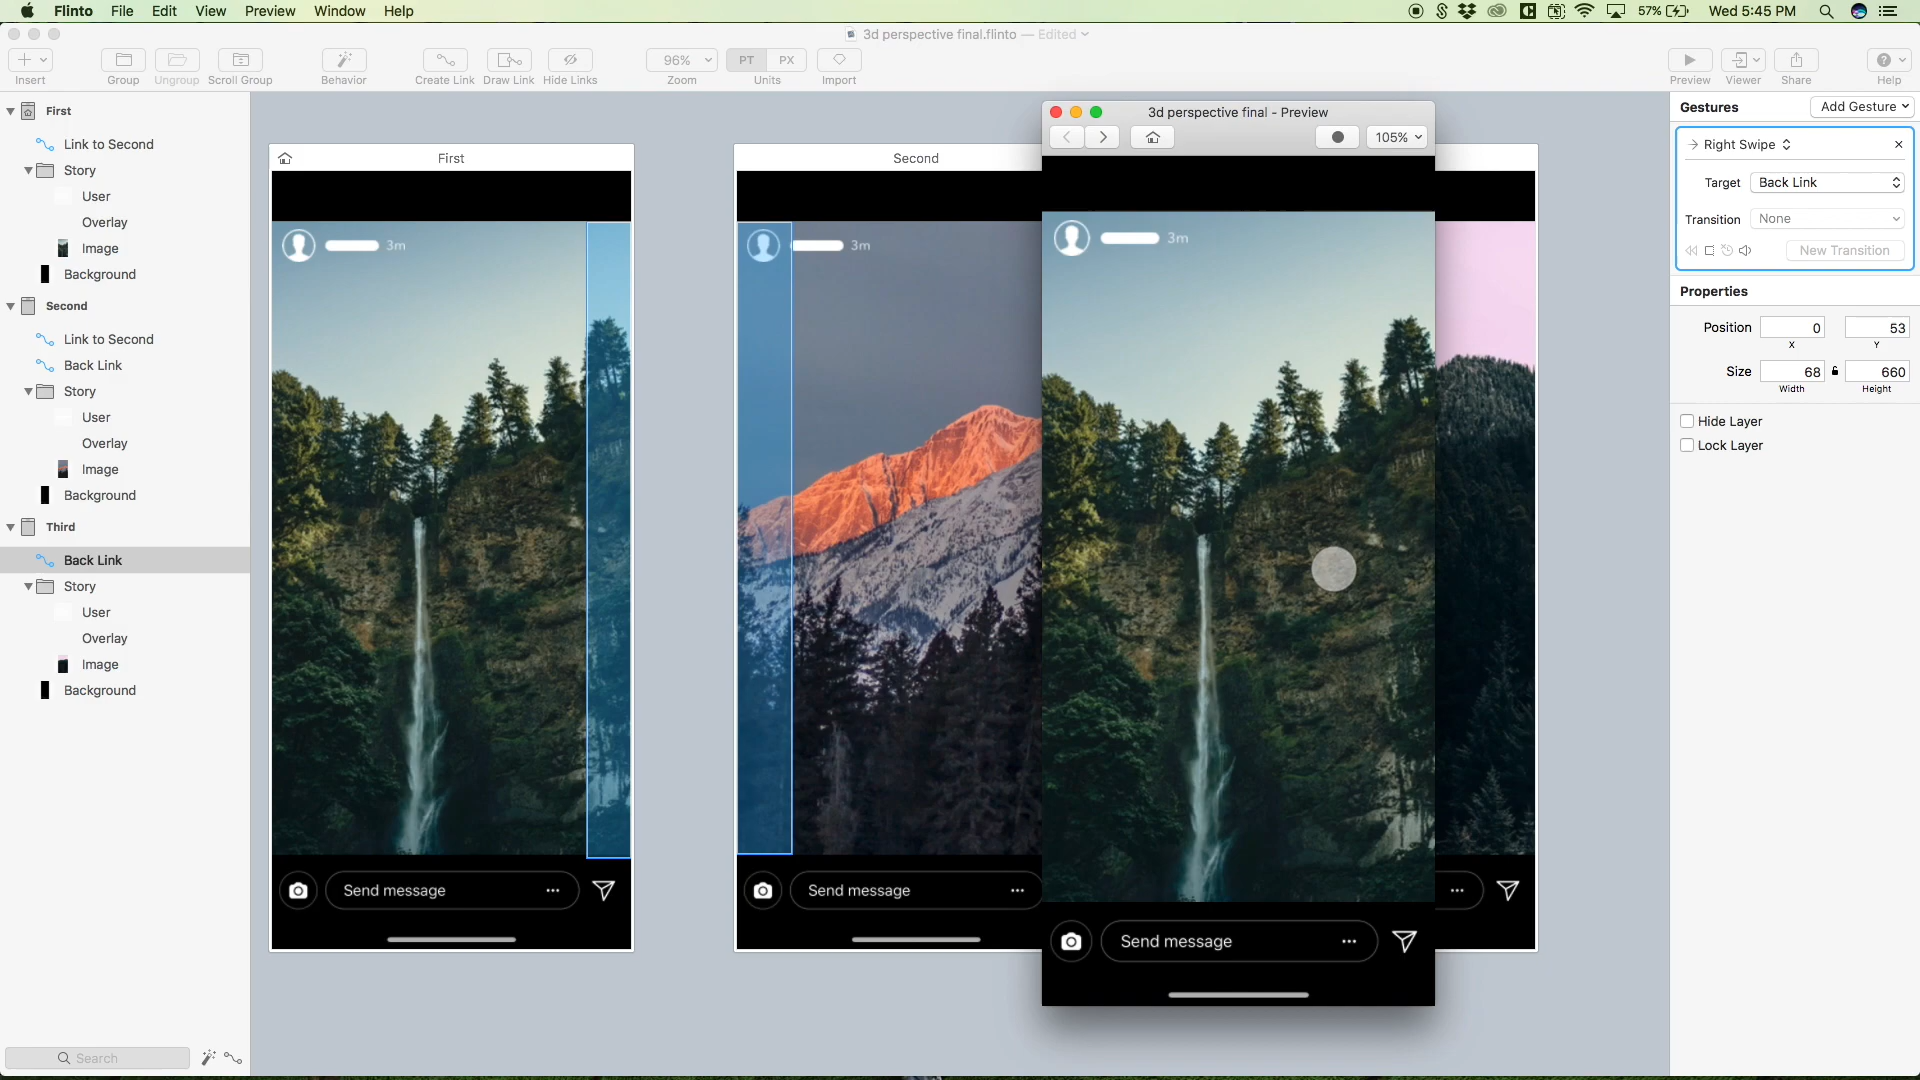 Flinto File Edit View Preview Window Help
57% Wed 5:45 PM
3d perspective final.flinto — Edited
Insert
Group
Ungroup
Scroll Group
Behavior
Create Link
Draw Link
Hide Links
96%
Zoom
PT PX
Units
Import
Preview
Viewer
Share
Help
First
Link to Second
Story
User
Overlay
Image
Background
Second
Link to Second
Back Link
Story
User
Overlay
Image
Background
Third
Back Link
Story
User
Overlay
Image
Background
Search
First
3m
Send message
Second
3m
Send message
3d perspective final - Preview
105%
3m
Send message
Gestures
Add Gesture
Right Swipe
Target Back Link
Transition None
New Transition
Properties
Position 0 53
X Y
Size 68 660
Width Height
Hide Layer
Lock Layer